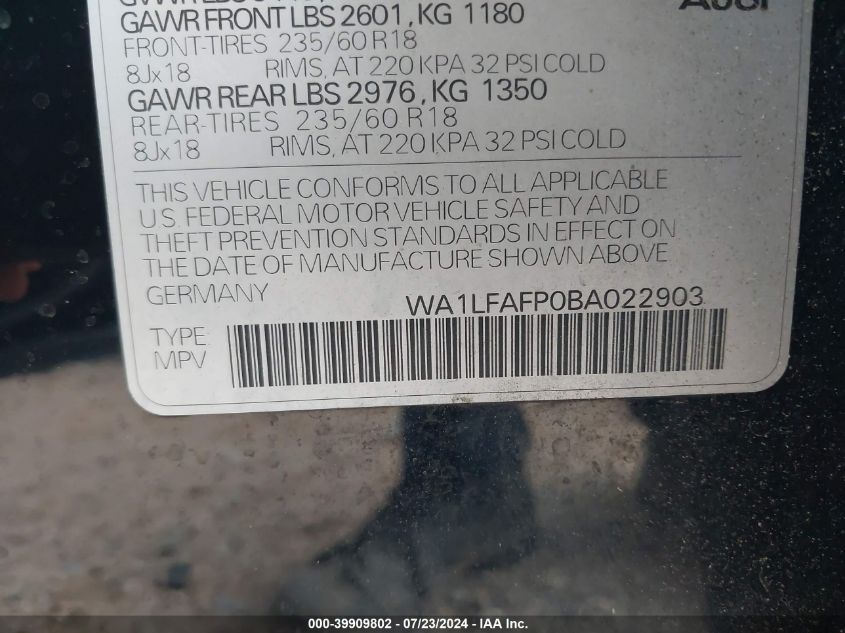 Audi
GAWR FRONT LBS 2601, KG 1180
FRONT-TIRES 235/60 R18
8Jx18 RIMS, AT 220 KPA 32 PSI COLD
GAWR REAR LBS 2976, KG 1350
REAR-TIRES 235/60 R18
8Jx18 RIMS, AT 220 KPA 32 PSI COLD
THIS VEHICLE CONFORMS TO ALL APPLICABLE
U.S. FEDERAL MOTOR VEHICLE SAFETY AND
THEFT PREVENTION STANDARDS IN EFFECT ON
THE DATE OF MANUFACTURE SHOWN ABOVE
GERMANY WA1LFAFP0BA022903
TYPE
MPV
000-39909802 - 07/23/2024 - IAA Inc.